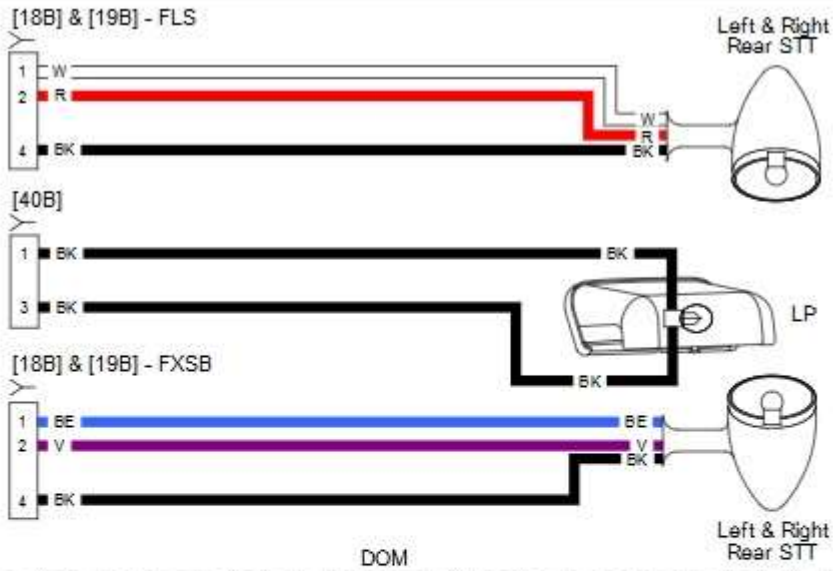 [18B] & [19B] - FLS
Left & Right
Rear STT
1 W
2 R
W
R
4 BK
BK
[40B]
1 BK
BK
3 BK
LP
BK
[18B] & [19B] - FXSB
1 BE
BE
2 V
V
BK
4 BK
Left & Right
Rear STT
DOM